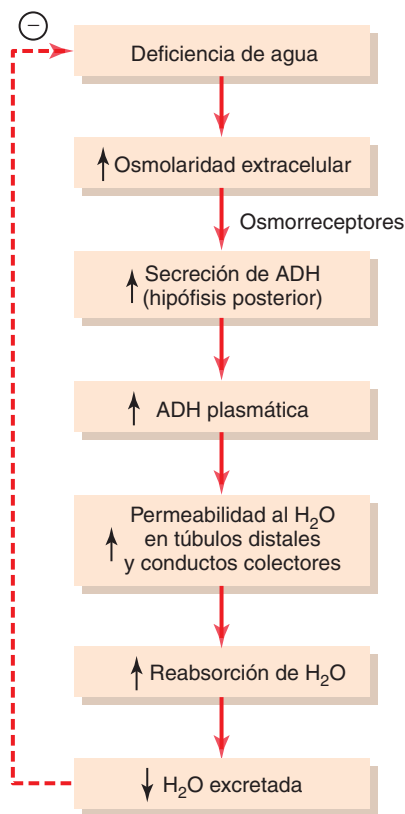 −
Deficiencia de agua
↑ Osmolaridad extracelular
Osmorreceptores
↑ Secreción de ADH
(hipófisis posterior)
↑ ADH plasmática
Permeabilidad al H₂O
↑ en túbulos distales
y conductos colectores
↑ Reabsorción de H₂O
↓ H₂O excretada